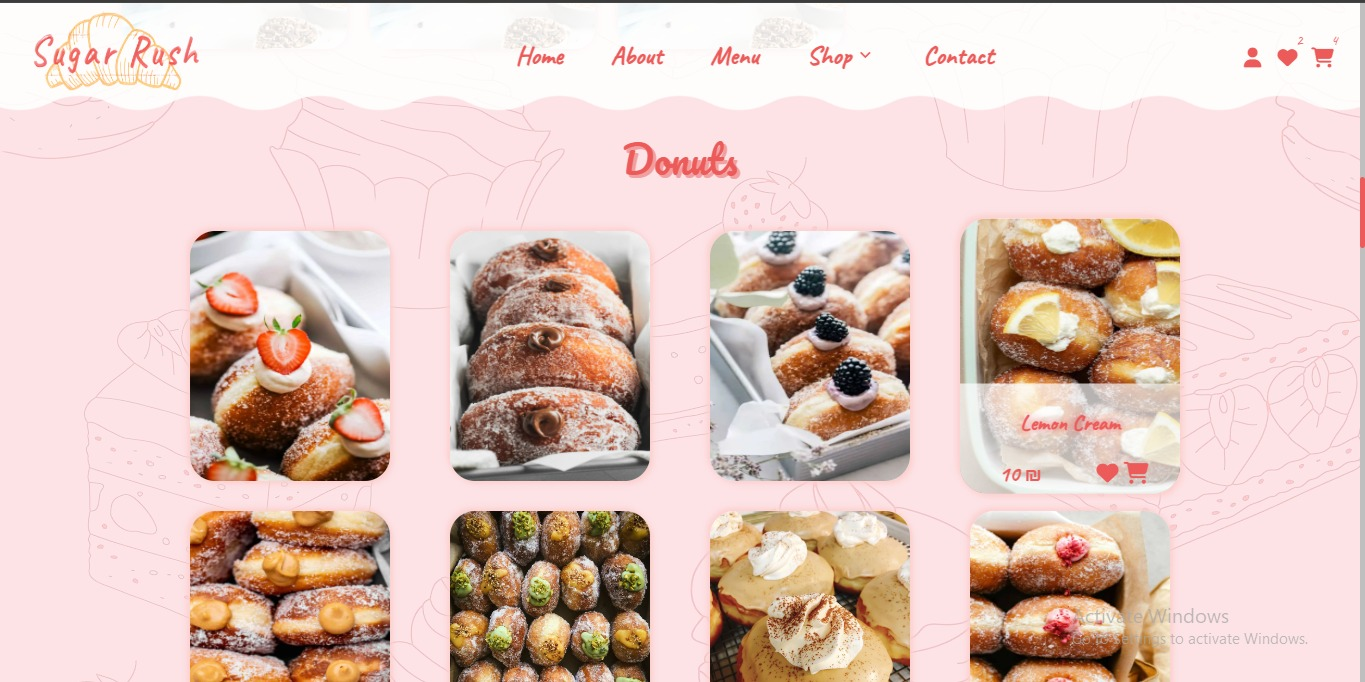 Sugar Rush
Home About Menu Shop Contact
2 4
Donuts
Lemon Cream
10 ₪
Activate Windows
Go to Settings to activate Windows.